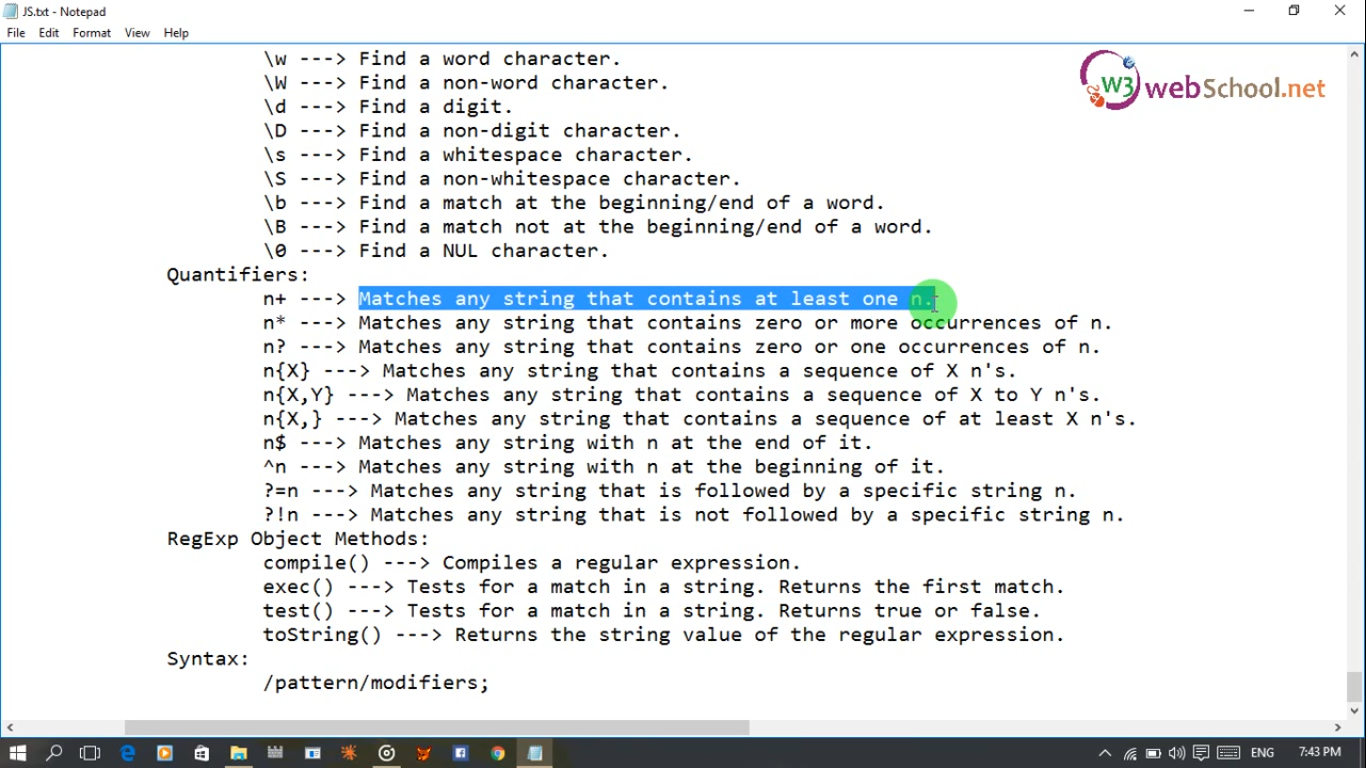 JS.txt - Notepad
File Edit Format View Help
W3 webSchool.net
\w ---> Find a word character.
\W ---> Find a non-word character.
\d ---> Find a digit.
\D ---> Find a non-digit character.
\s ---> Find a whitespace character.
\S ---> Find a non-whitespace character.
\b ---> Find a match at the beginning/end of a word.
\B ---> Find a match not at the beginning/end of a word.
\0 ---> Find a NUL character.
Quantifiers:
n+ ---> Matches any string that contains at least one n.
n* ---> Matches any string that contains zero or more occurrences of n.
n? ---> Matches any string that contains zero or one occurrences of n.
n{X} ---> Matches any string that contains a sequence of X n's.
n{X,Y} ---> Matches any string that contains a sequence of X to Y n's.
n{X,} ---> Matches any string that contains a sequence of at least X n's.
n$ ---> Matches any string with n at the end of it.
^n ---> Matches any string with n at the beginning of it.
?=n ---> Matches any string that is followed by a specific string n.
?!n ---> Matches any string that is not followed by a specific string n.
RegExp Object Methods:
compile() ---> Compiles a regular expression.
exec() ---> Tests for a match in a string. Returns the first match.
test() ---> Tests for a match in a string. Returns true or false.
toString() ---> Returns the string value of the regular expression.
Syntax:
/pattern/modifiers;
ENG 7:43 PM